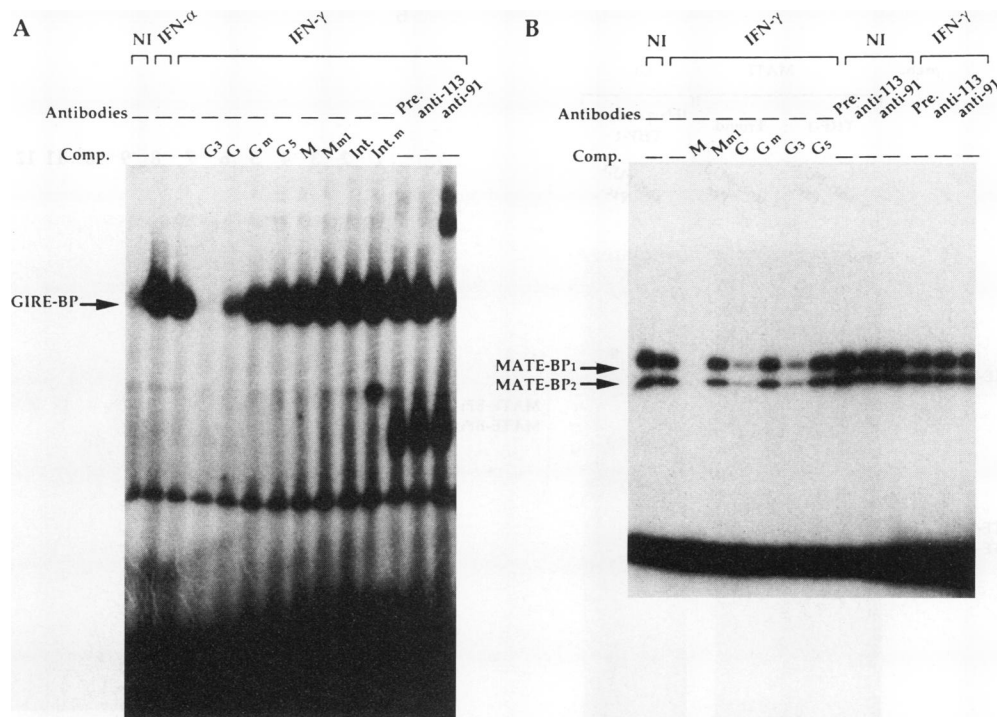 A
NI IFN-α IFN-γ
Antibodies — — — — — — — — — — — — — Pre. anti-113 anti-91
Comp. — — — G3 G Gm G5 M Mm1 Int. Int.m — — —
GIRE-BP
B
NI IFN-γ NI IFN-γ
Antibodies — — — — — — — — Pre. anti-113 anti-91 Pre. anti-113 anti-91
Comp. — — M Mm1 G Gm G3 G5 — — — — — —
MATE-BP1
MATE-BP2